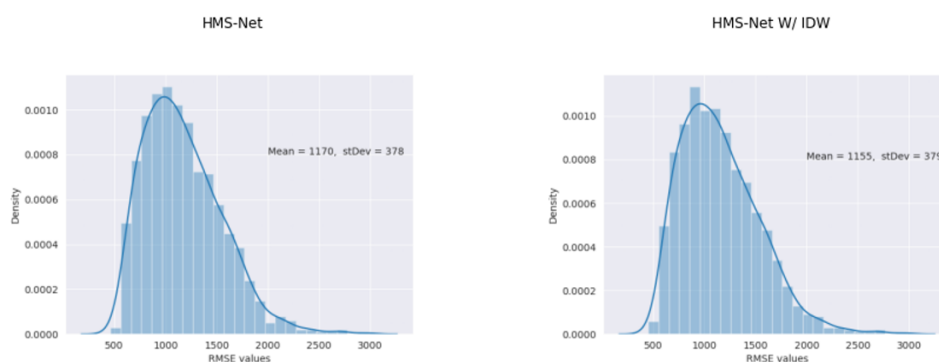 HMS-Net
HMS-Net W/ IDW
0.0010
0.0008
0.0006
0.0004
0.0002
0.0000
Density
Mean = 1170, stDev = 378
500 1000 1500 2000 2500 3000
RMSE values
0.0010
0.0008
0.0006
0.0004
0.0002
0.0000
Density
Mean = 1155, stDev = 379
500 1000 1500 2000 2500 3000
RMSE values